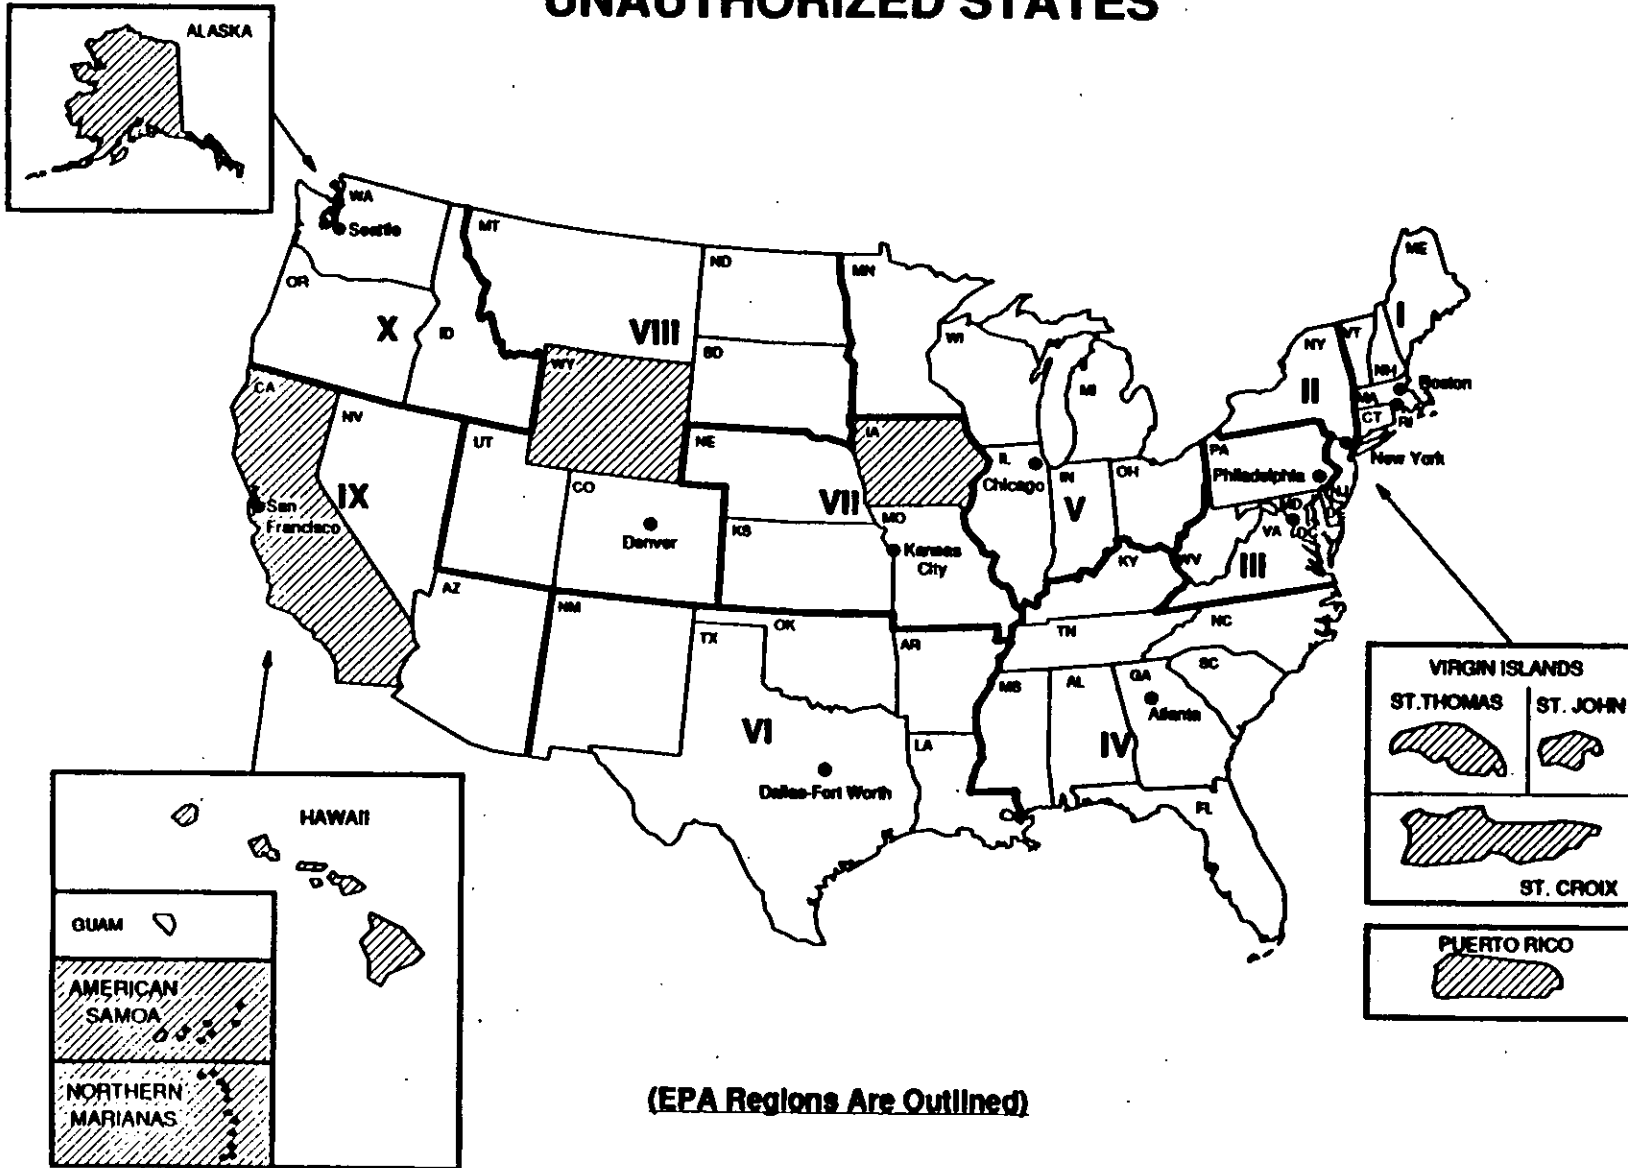 UNAUTHORIZED STATES
ALASKA
WA
Seattle
OR
X
ID
MT
VIII
ND
SD
WY
MN
WI
MI
ME
I
VT
NY
NH
II
MA
Boston
CT
RI
CA
NV
UT
NE
IA
IL
Chicago
IN
OH
PA
Philadelphia
New York
IX
San
Francisco
CO
Denver
VII
KS
MO
Kansas
City
V
KY
WV
VA
MD
DC
III
AZ
NM
TX
OK
AR
TN
NC
SC
MS
AL
GA
Atlanta
VI
LA
IV
Dallas-Fort Worth
FL
VIRGIN ISLANDS
ST. THOMAS
ST. JOHN
ST. CROIX
PUERTO RICO
HAWAII
GUAM
AMERICAN
SAMOA
NORTHERN
MARIANAS
(EPA Regions Are Outlined)